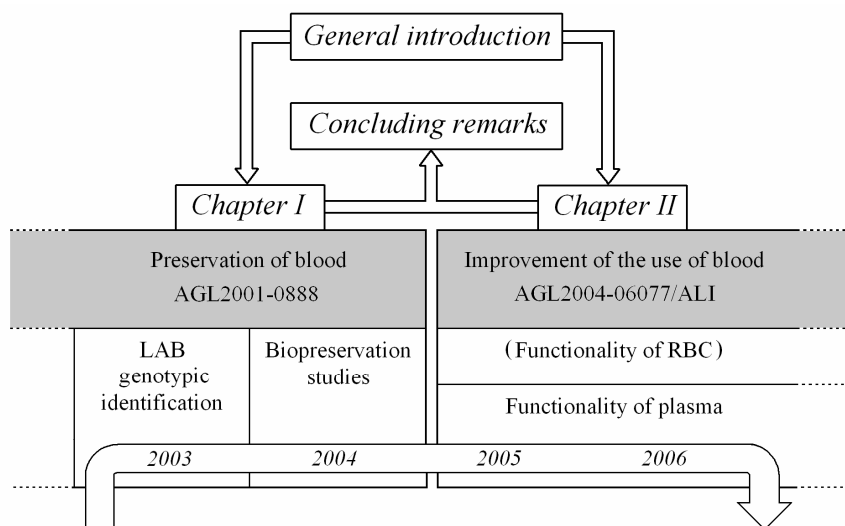 General introduction
Concluding remarks
Chapter I
Chapter II
Preservation of blood
AGL2001-0888
Improvement of the use of blood
AGL2004-06077/ALI
LAB
genotypic
identification
Biopreservation
studies
(Functionality of RBC)
Functionality of plasma
2003
2004
2005
2006